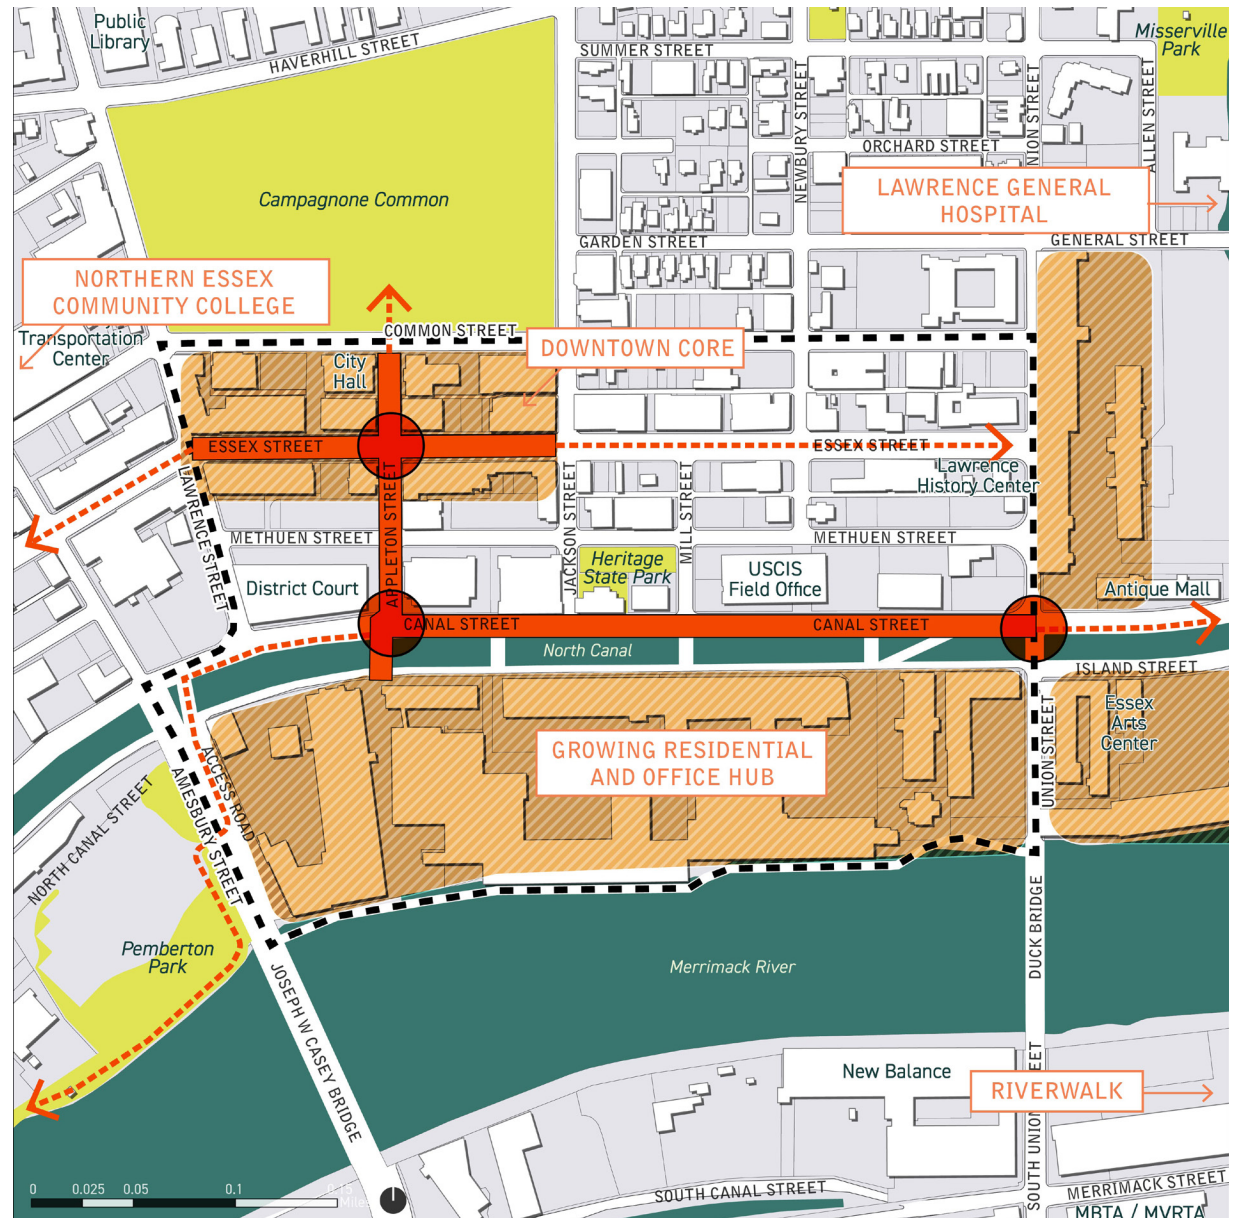 Public
Library
HAVERHILL STREET
SUMMER STREET
Misserville
Park
NEWBURY STREET
UNION STREET
ALLEN STREET
ORCHARD STREET
Campagnone Common
LAWRENCE GENERAL
HOSPITAL
GARDEN STREET
GENERAL STREET
NORTHERN ESSEX
COMMUNITY COLLEGE
Transportation
Center
COMMON STREET
City
Hall
DOWNTOWN CORE
ESSEX STREET
ESSEX STREET
Lawrence
History Center
LAWRENCE STREET
APPLETON STREET
JACKSON STREET
MILL STREET
METHUEN STREET
METHUEN STREET
District Court
Heritage
State Park
USCIS
Field Office
Antique Mall
CANAL STREET
CANAL STREET
North Canal
ISLAND STREET
Essex
Arts
Center
UNION STREET
GROWING RESIDENTIAL
AND OFFICE HUB
ACCESS ROAD
AMESBURY STREET
NORTH CANAL STREET
Pemberton
Park
Merrimack River
DUCK BRIDGE
JOSEPH W CASEY BRIDGE
New Balance
RIVERWALK
SOUTH UNION STREET
0 0.025 0.05 0.1 0.15
Miles
SOUTH CANAL STREET
MERRIMACK STREET
MBTA / MVRTA